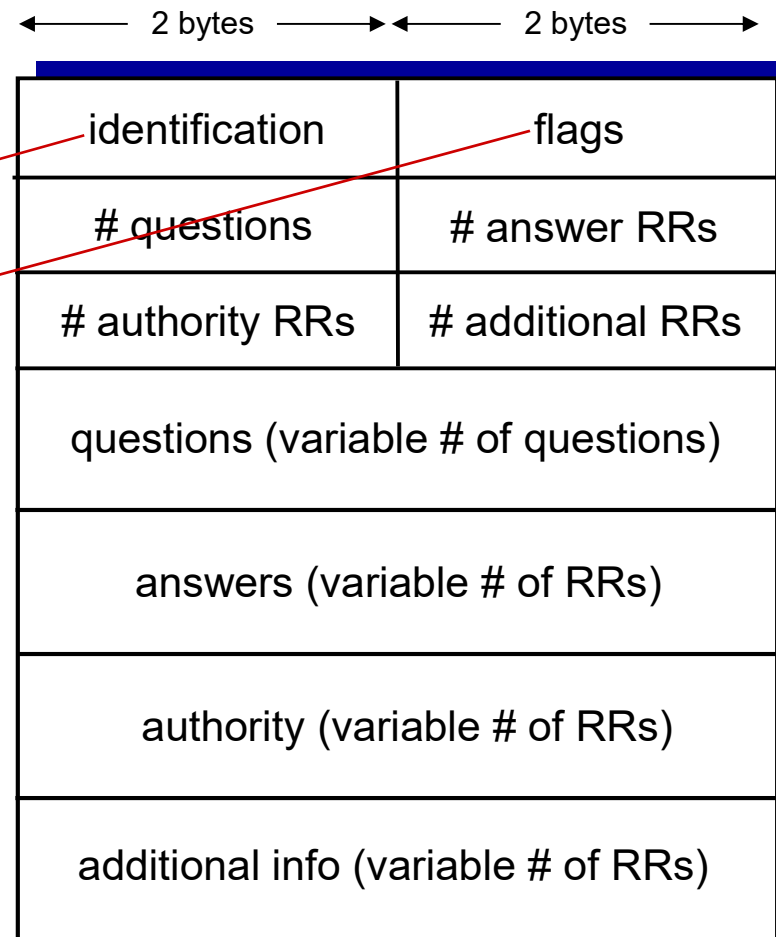 2 bytes 2 bytes
identification flags
# questions # answer RRs
# authority RRs # additional RRs
questions (variable # of questions)
answers (variable # of RRs)
authority (variable # of RRs)
additional info (variable # of RRs)